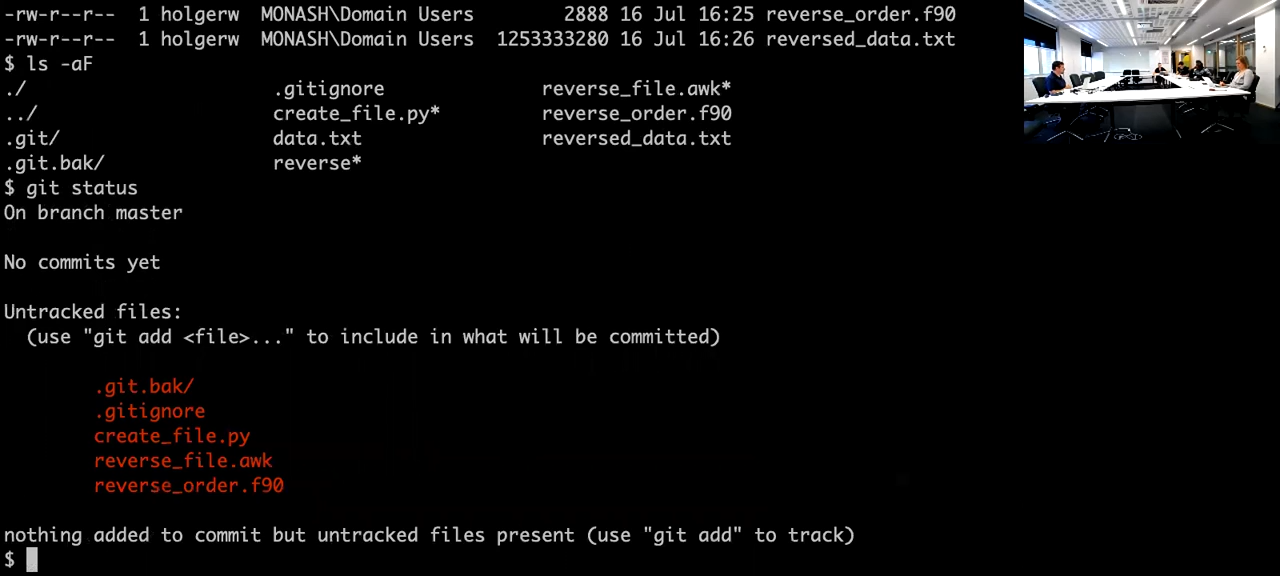 -rw-r--r--  1 holgerw  MONASH\Domain Users        2888 16 Jul 16:25 reverse_order.f90
-rw-r--r--  1 holgerw  MONASH\Domain Users  1253333280 16 Jul 16:26 reversed_data.txt
$ ls -aF
./                      .gitignore              reverse_file.awk*
../                     create_file.py*         reverse_order.f90
.git/                   data.txt                reversed_data.txt
.git.bak/               reverse*
$ git status
On branch master
No commits yet
Untracked files:
  (use "git add <file>..." to include in what will be committed)
        .git.bak/
        .gitignore
        create_file.py
        reverse_file.awk
        reverse_order.f90
nothing added to commit but untracked files present (use "git add" to track)
$